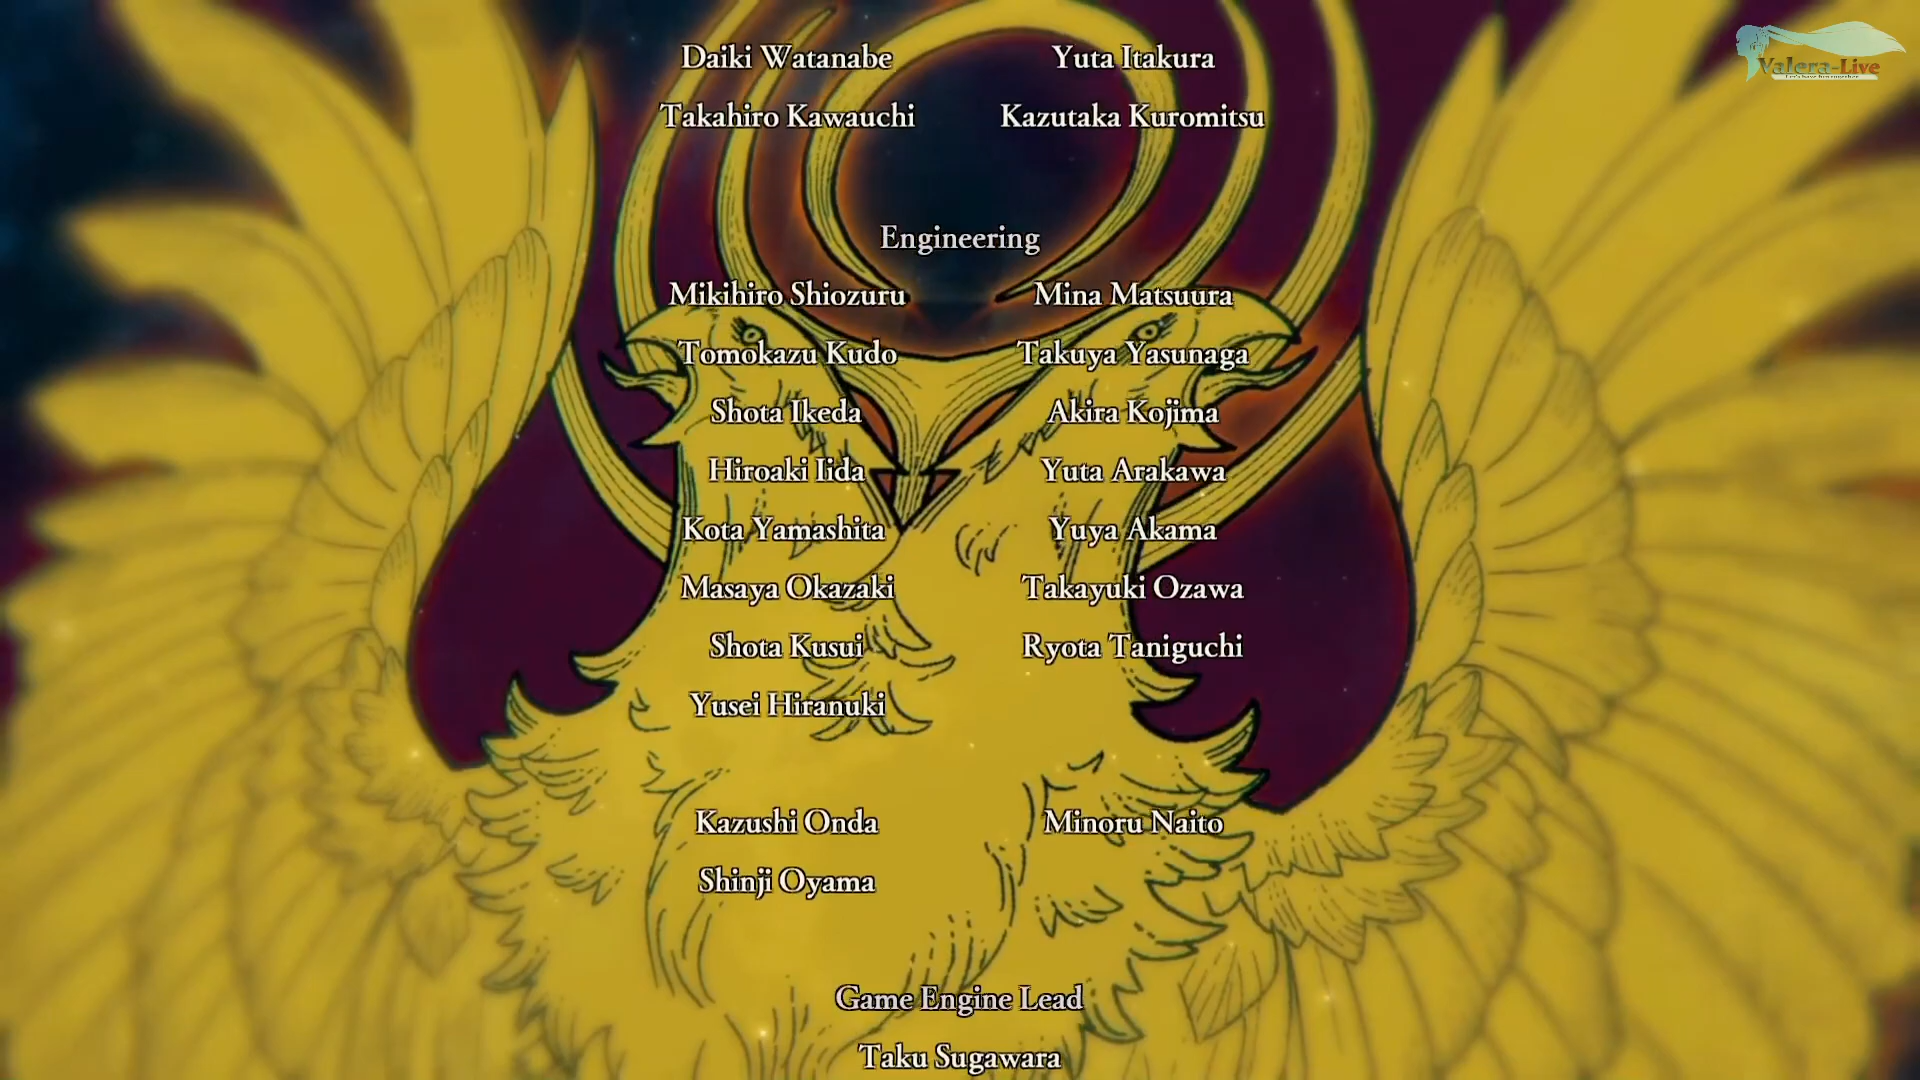 Daiki Watanabe Yuta Itakura
Takahiro Kawauchi Kazutaka Kuromitsu
Engineering
Mikihiro Shiozuru Mina Matsuura
Tomokazu Kudo Takuya Yasunaga
Shota Ikeda Akira Kojima
Hiroaki Iida Yuta Arakawa
Kota Yamashita Yuya Akama
Masaya Okazaki Takayuki Ozawa
Shota Kusui Ryota Taniguchi
Yusei Hiranuki
Kazushi Onda Minoru Naito
Shinji Oyama
Game Engine Lead
Taku Sugawara
Valera-Live